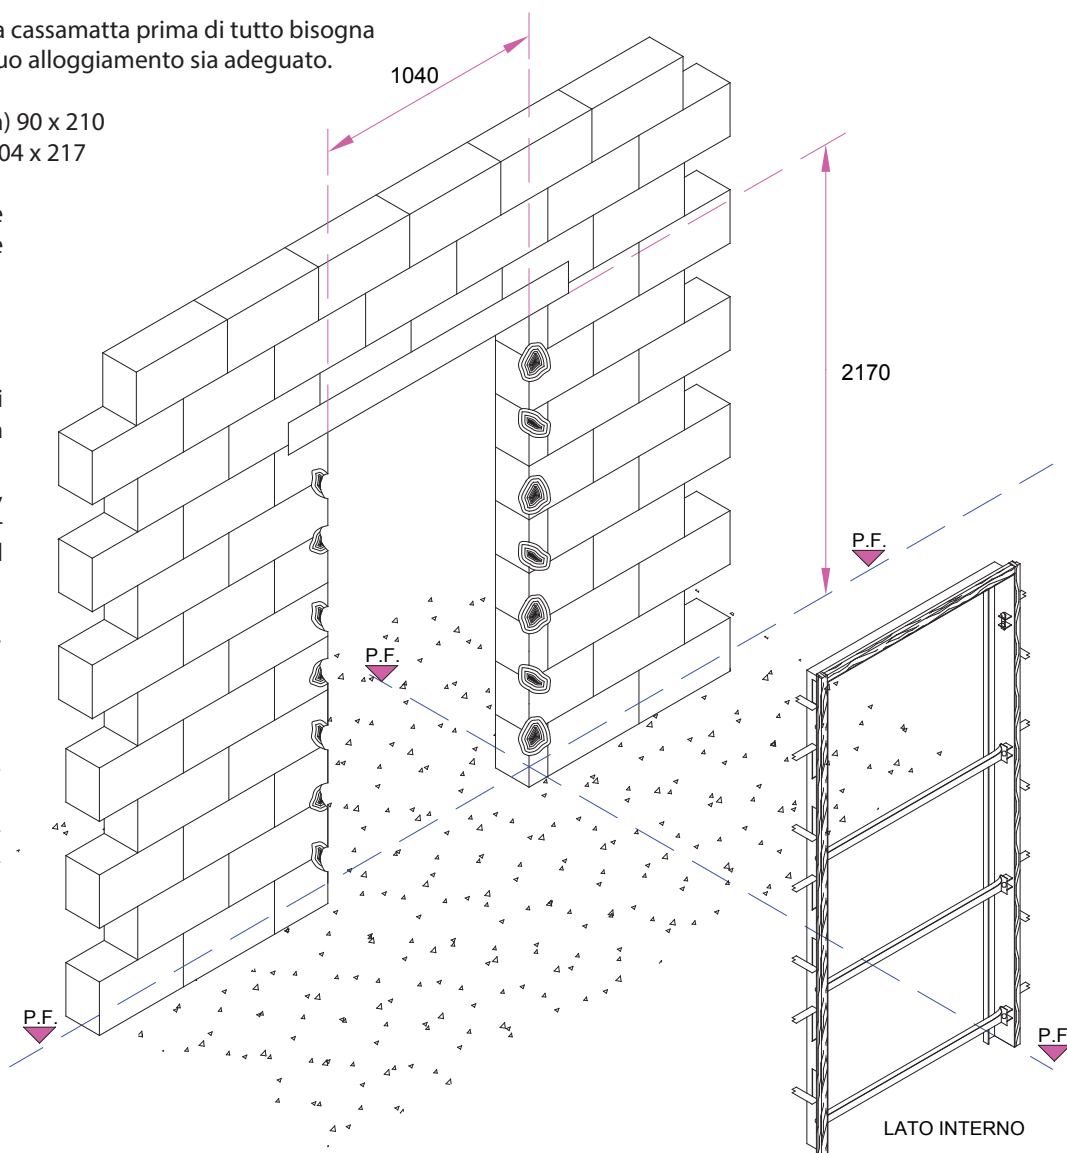 a cassamatta prima di tutto bisogna
uo alloggiamento sia adeguato.
) 90 x 210
04 x 217
e
e
i
1040
2170
P.F.
P.F.
P.F.
P.F
LATO INTERNO